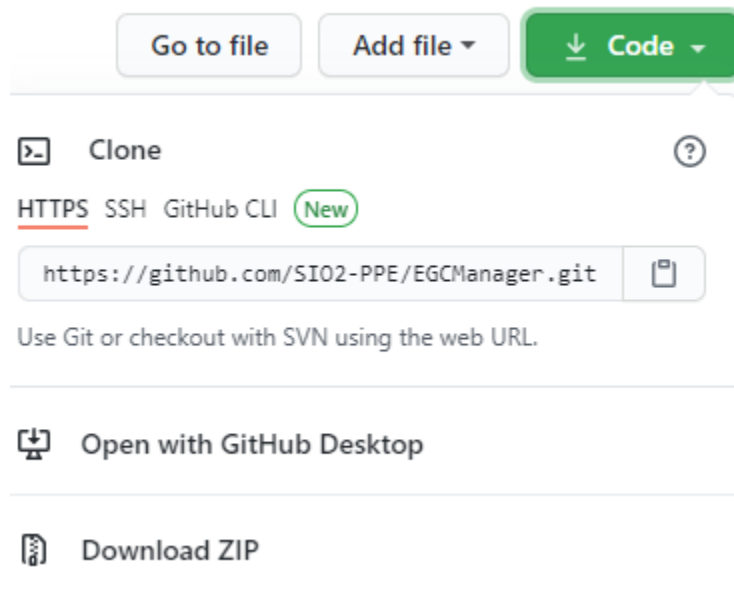 Go to file Add file Code
Clone
HTTPS SSH GitHub CLI New
https://github.com/SIO2-PPE/EGCManager.git
Use Git or checkout with SVN using the web URL.
Open with GitHub Desktop
Download ZIP